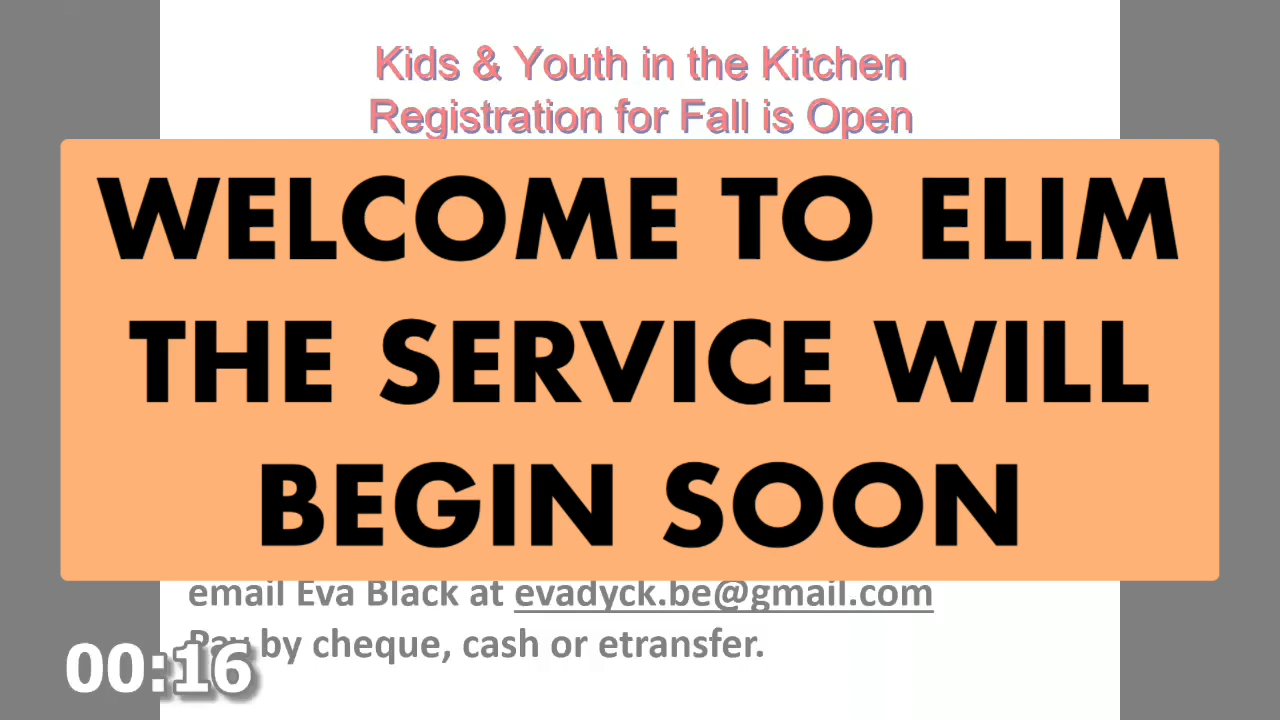 Kids & Youth in the Kitchen
Registration for Fall is Open
WELCOME TO ELIM
THE SERVICE WILL
BEGIN SOON
email Eva Black at evadyck.be@gmail.com
Pay by cheque, cash or etransfer.
00:16